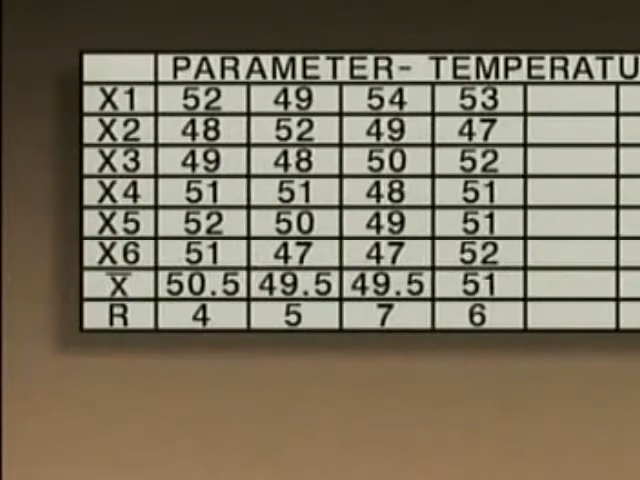 PARAMETER- TEMPERATU
X1 52 49 54 53
X2 48 52 49 47
X3 49 48 50 52
X4 51 51 48 51
X5 52 50 49 51
X6 51 47 47 52
X̅ 50.5 49.5 49.5 51
R 4 5 7 6